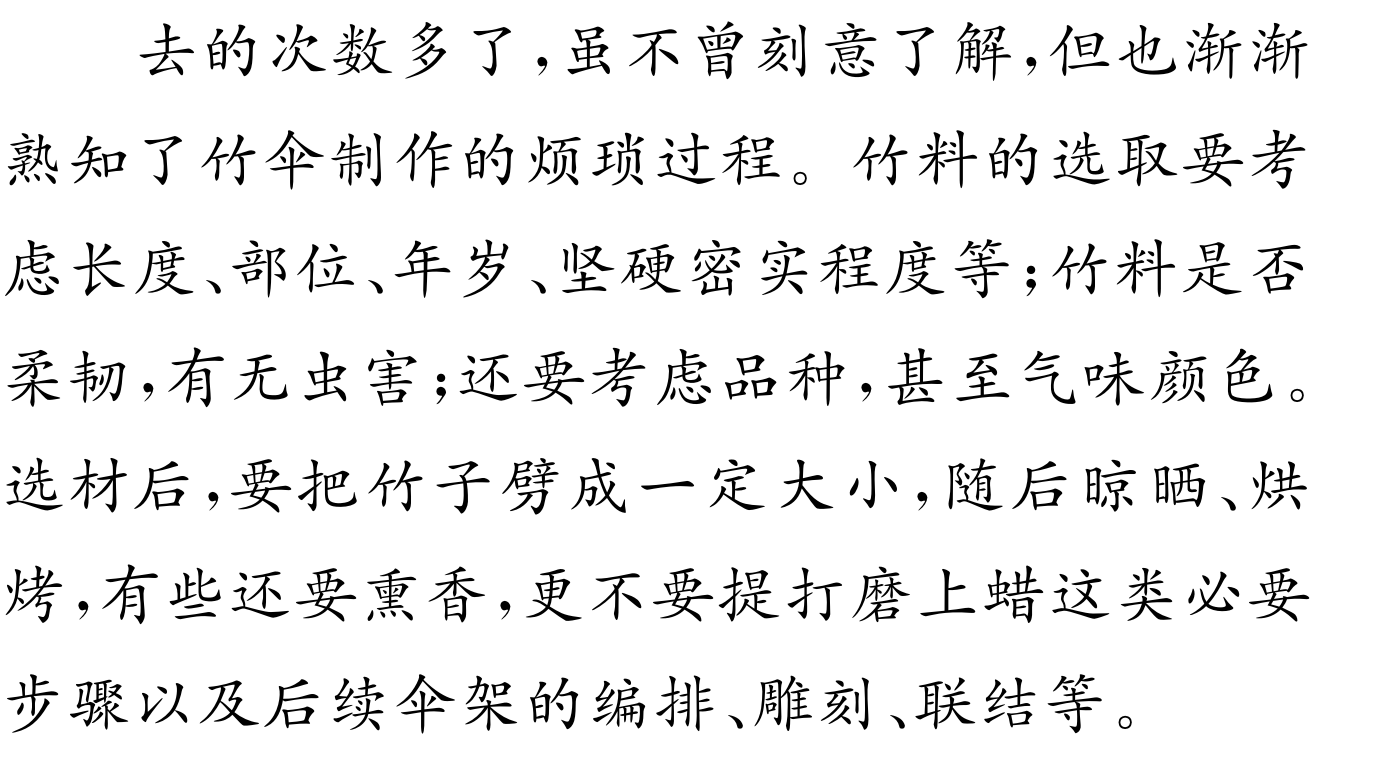 去的次数多了,虽不曾刻意了解,但也渐渐
熟知了竹伞制作的烦琐过程。竹料的选取要考
虑长度、部位、年岁、坚硬密实程度等;竹料是否
柔韧,有无虫害;还要考虑品种,甚至气味颜色。
选材后,要把竹子劈成一定大小,随后晾晒、烘
烤,有些还要熏香,更不要提打磨上蜡这类必要
步骤以及后续伞架的编排、雕刻、联结等。